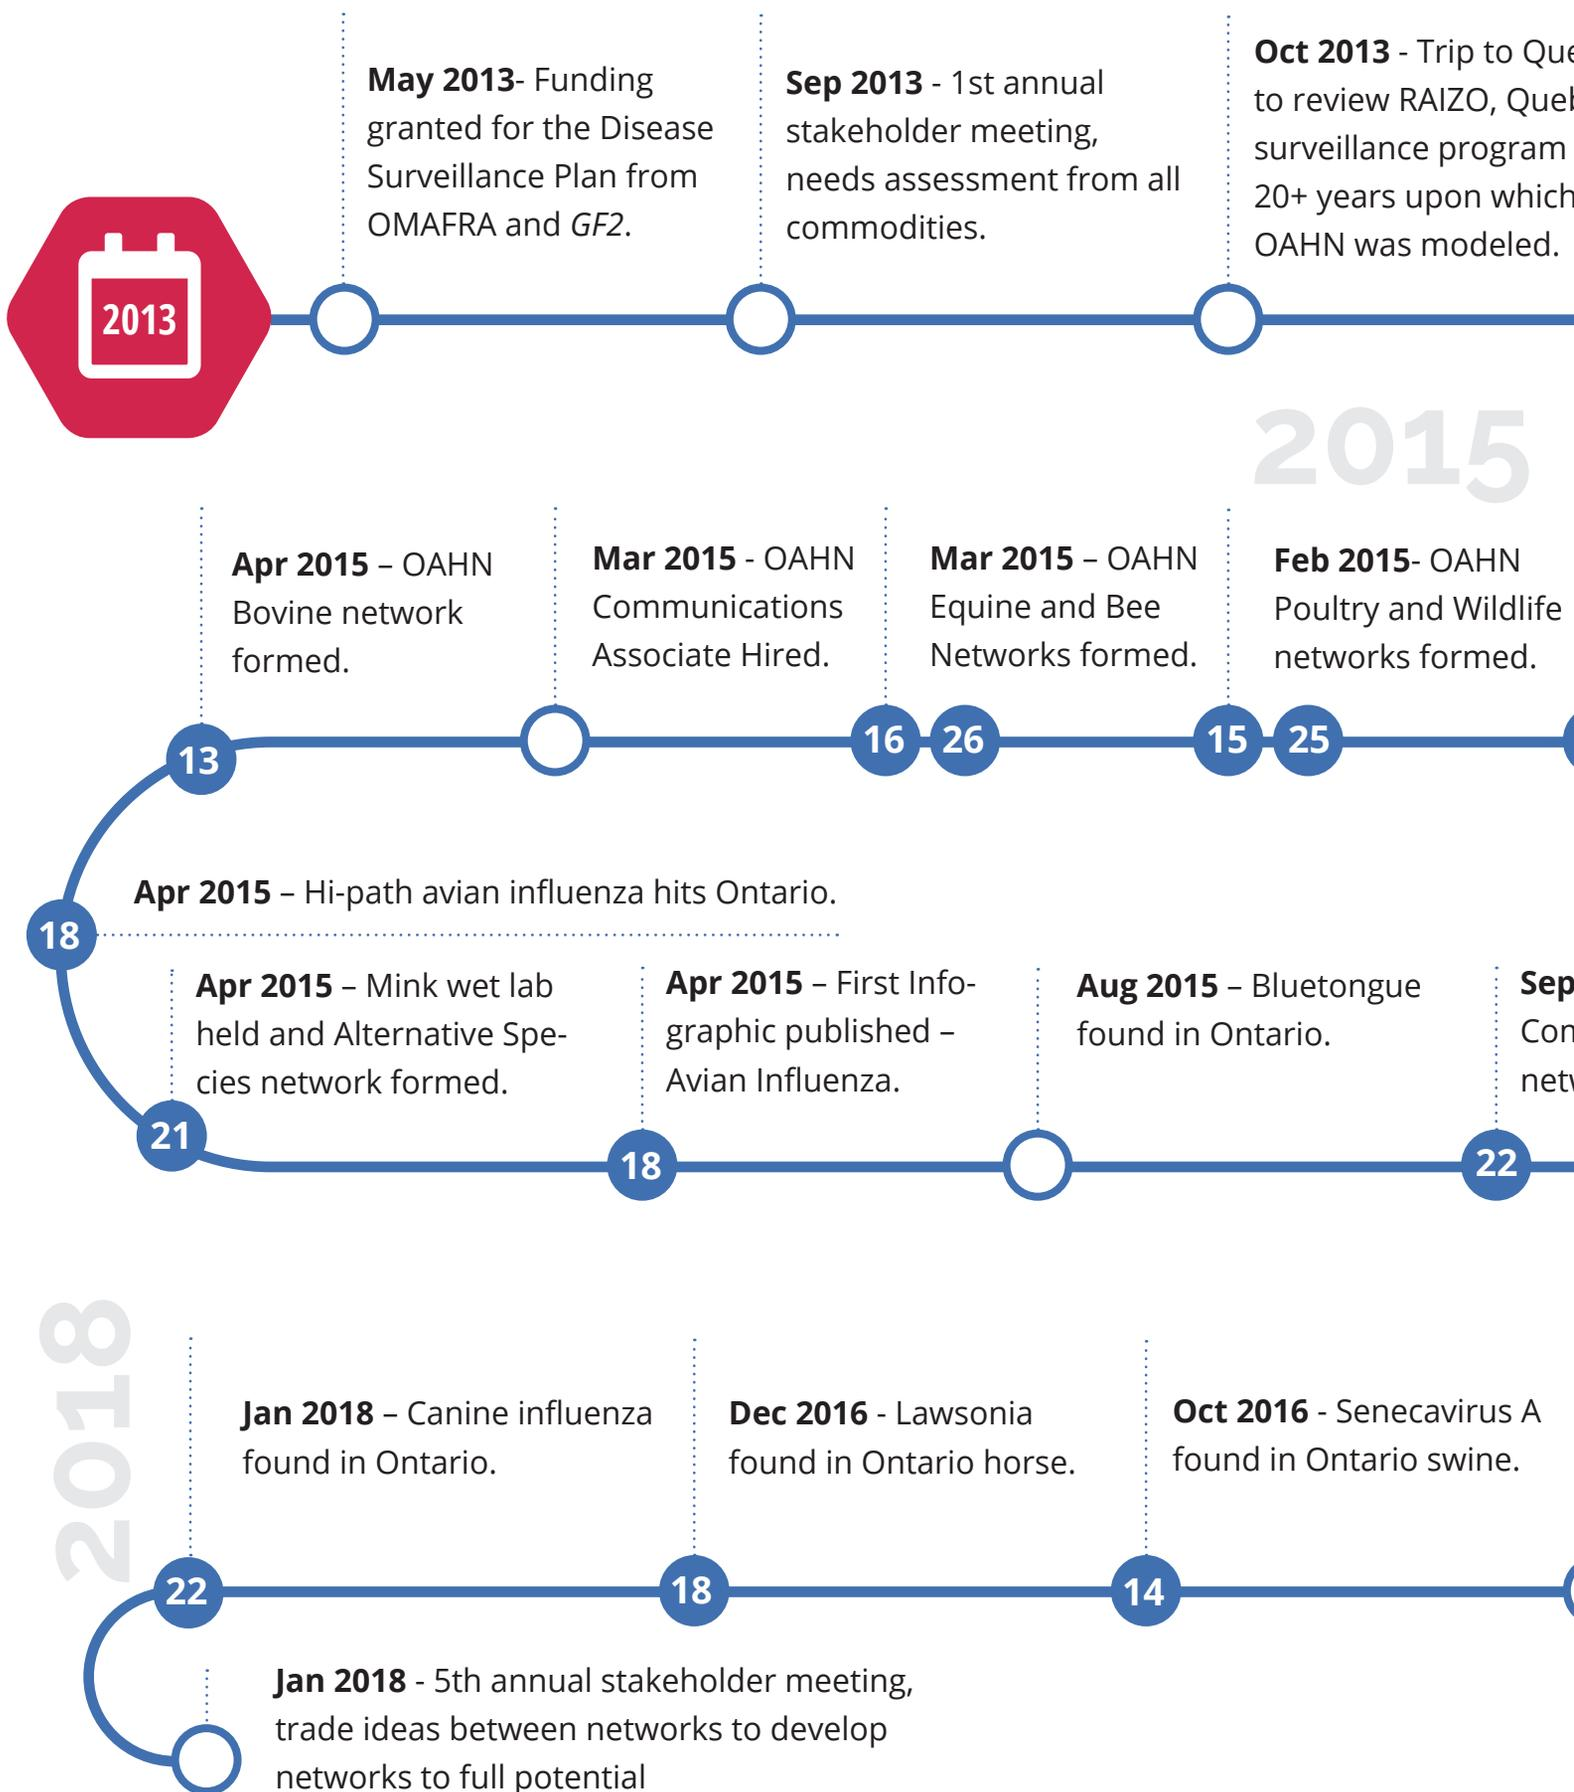 May 2013- Funding
granted for the Disease
Surveillance Plan from
OMAFRA and GF2.
Sep 2013 - 1st annual
stakeholder meeting,
needs assessment from all
commodities.
Oct 2013 - Trip to
to review RAIZO,
surveillance program
20+ years upon which
OAHN was modeled.
2013
2015
Apr 2015 – OAHN
Bovine network
formed.
Mar 2015 - OAHN
Communications
Associate Hired.
Mar 2015 – OAHN
Equine and Bee
Networks formed.
Feb 2015- OAHN
Poultry and Wildlife
networks formed.
13
16
26
15
25
Apr 2015 – Hi-path avian influenza hits Ontario.
18
Apr 2015 – Mink wet lab
held and Alternative Spe-
cies network formed.
Apr 2015 – First Info-
graphic published –
Avian Influenza.
Aug 2015 – Bluetongue
found in Ontario.
Sep
21
18
22
2018
Jan 2018 – Canine influenza
found in Ontario.
Dec 2016 - Lawsonia
found in Ontario horse.
Oct 2016 - Senecavirus A
found in Ontario swine.
22
18
14
Jan 2018 - 5th annual stakeholder meeting,
trade ideas between networks to develop
networks to full potential